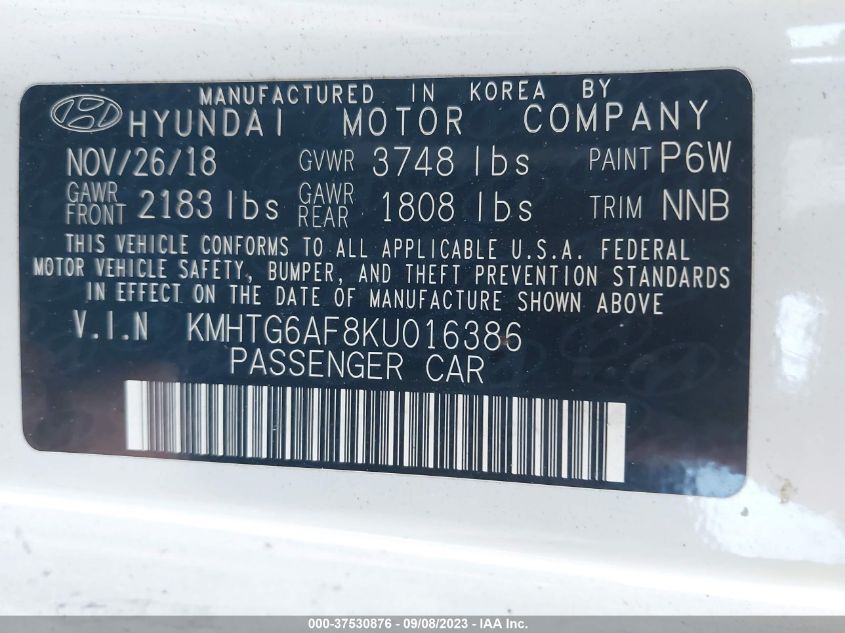 MANUFACTURED IN KOREA BY
HYUNDAI MOTOR COMPANY
NOV/26/18 GVWR 3748 lbs PAINT P6W
GAWR FRONT 2183 lbs GAWR REAR 1808 lbs TRIM NNB
THIS VEHICLE CONFORMS TO ALL APPLICABLE U.S.A. FEDERAL
MOTOR VEHICLE SAFETY, BUMPER, AND THEFT PREVENTION STANDARDS
IN EFFECT ON THE DATE OF MANUFACTURE SHOWN ABOVE
V.I.N KMHTG6AF8KU016386
PASSENGER CAR
000-37530876 - 09/08/2023 - IAA Inc.